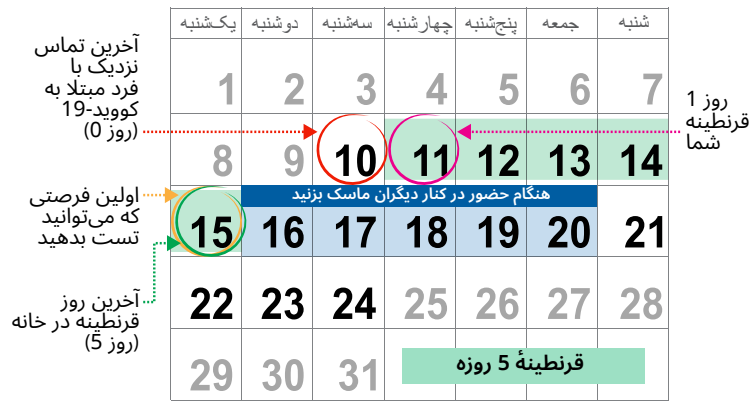 یک‌شنبه دوشنبه سه‌شنبه چهارشنبه پنج‌شنبه جمعه شنبه
1 2 3 4 5 6 7
8 9 10 11 12 13 14
هنگام حضور در کنار دیگران ماسک بزنید
15 16 17 18 19 20 21
22 23 24 25 26 27 28
29 30 31
قرنطینهٔ 5 روزه
آخرین تماس
نزدیک با
فرد مبتلا به
کووید-19
(روز 0)
روز 1
قرنطینه
شما
اولین فرصتی
که می‌توانید
تست بدهید
آخرین روز
قرنطینه در خانه
(روز 5)